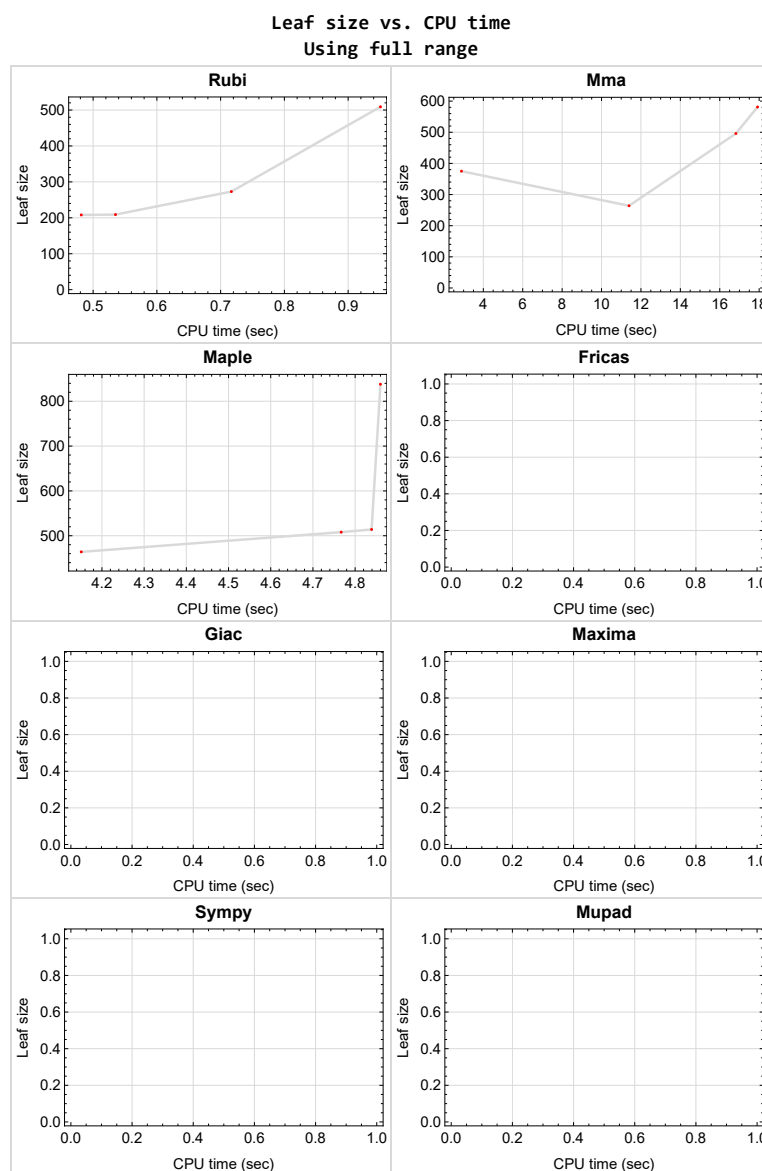 Leaf size vs. CPU time
Using full range
Rubi
500
400
300
200
100
0
Leaf size
0.5 0.6 0.7 0.8 0.9
CPU time (sec)
Mma
600
500
400
300
200
100
0
Leaf size
4 6 8 10 12 14 16 18
CPU time (sec)
Maple
800
700
600
500
Leaf size
4.2 4.3 4.4 4.5 4.6 4.7 4.8
CPU time (sec)
Fricas
1.0
0.8
0.6
0.4
0.2
0.0
Leaf size
0.0 0.2 0.4 0.6 0.8 1.0
CPU time (sec)
Giac
1.0
0.8
0.6
0.4
0.2
0.0
Leaf size
0.0 0.2 0.4 0.6 0.8 1.0
CPU time (sec)
Maxima
1.0
0.8
0.6
0.4
0.2
0.0
Leaf size
0.0 0.2 0.4 0.6 0.8 1.0
CPU time (sec)
Sympy
1.0
0.8
0.6
0.4
0.2
0.0
Leaf size
0.0 0.2 0.4 0.6 0.8 1.0
CPU time (sec)
Mupad
1.0
0.8
0.6
0.4
0.2
0.0
Leaf size
0.0 0.2 0.4 0.6 0.8 1.0
CPU time (sec)